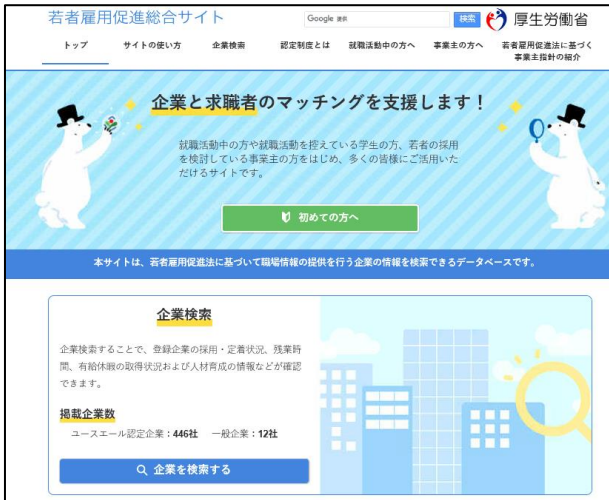 若者雇用促進総合サイト
Google 提供
検索
厚生労働省
トップ
サイトの使い方
企業検索
認定制度とは
就職活動中の方へ
事業主の方へ
若者雇用促進法に基づく
事業主指針の紹介
企業と求職者のマッチングを支援します！
就職活動中の方や就職活動を控えている学生の方、若者の採用
を検討している事業主の方をはじめ、多くの皆様にご活用いた
だけるサイトです。
初めての方へ
本サイトは、若者雇用促進法に基づいて職場情報の提供を行う企業の情報を検索できるデータベースです。
企業検索
企業検索することで、登録企業の採用・定着状況、残業時
間、有給休暇の取得状況および人材育成の情報などが確認
できます。
掲載企業数
ユースエール認定企業：446社　一般企業：12社
企業を検索する